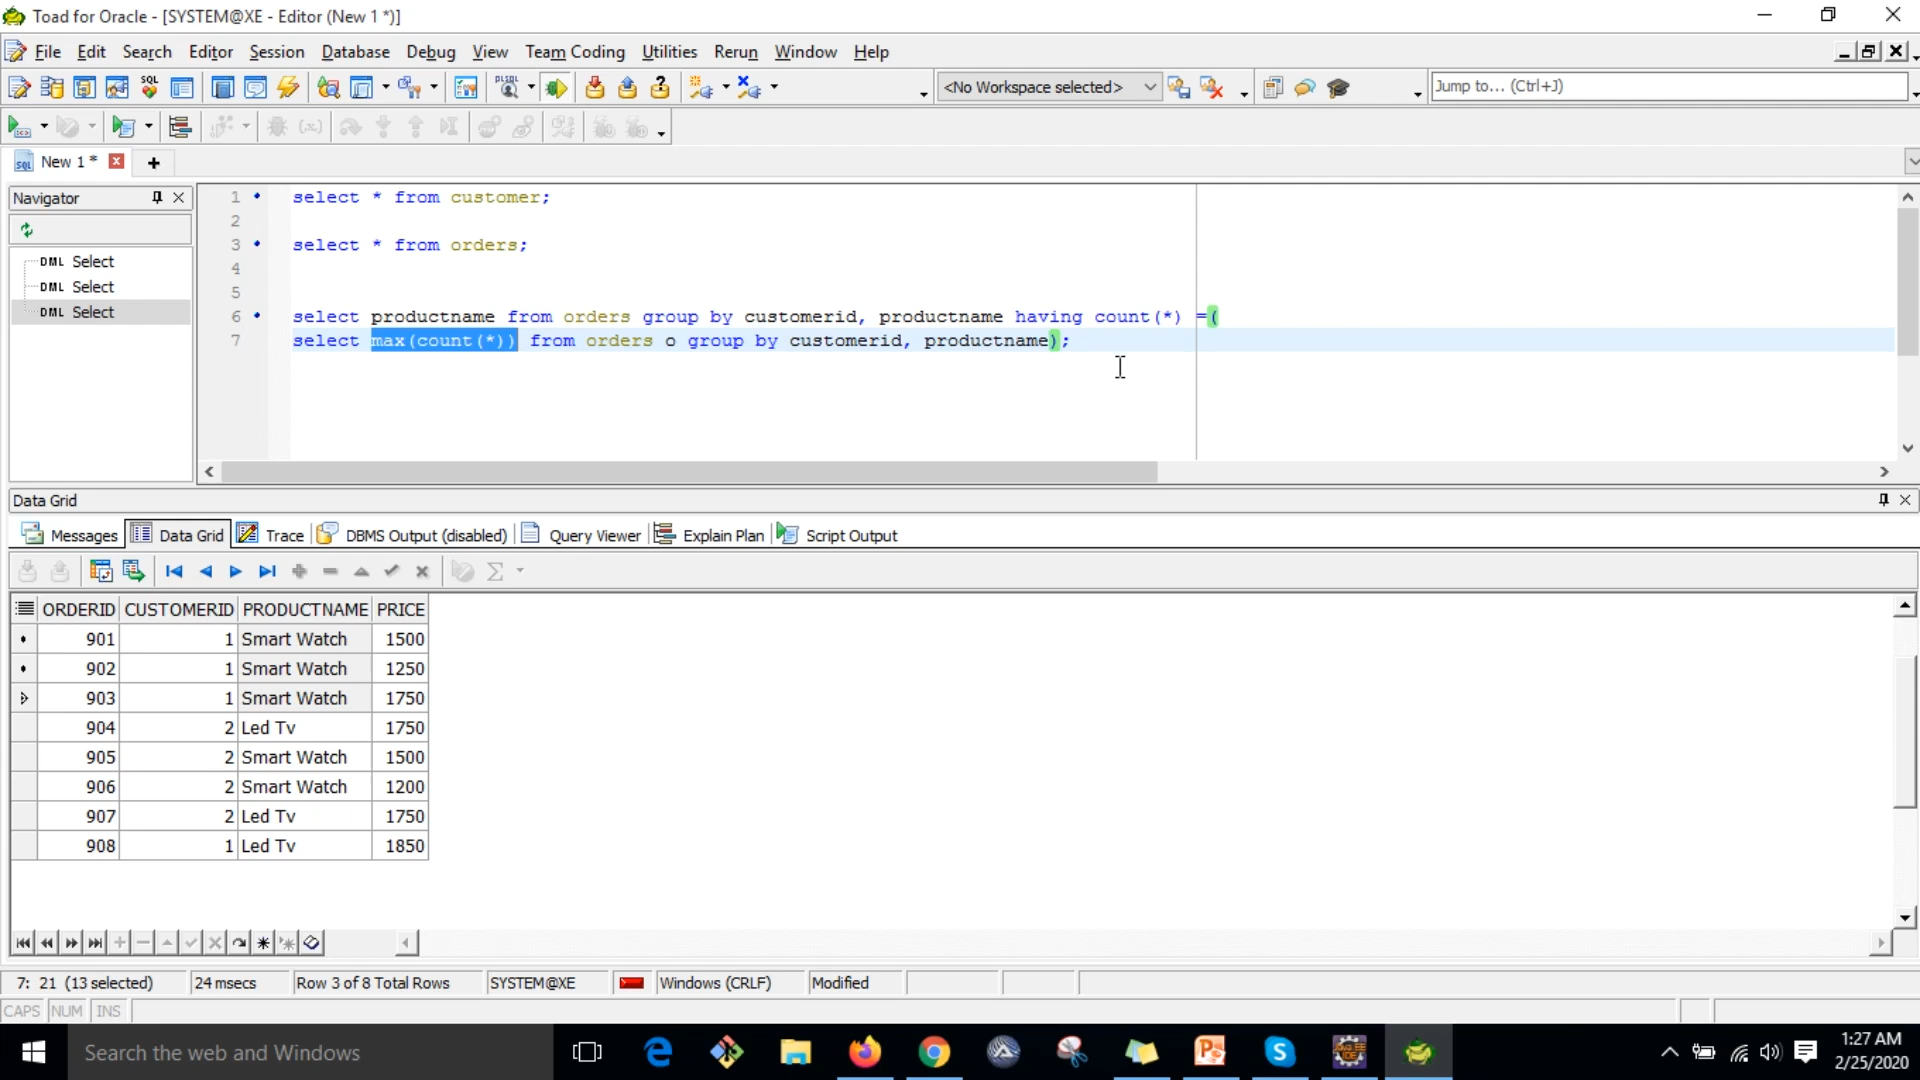 Toad for Oracle - [SYSTEM@XE - Editor (New 1 *)]
File Edit Search Editor Session Database Debug View Team Coding Utilities Rerun Window Help
SQL PL/SQL <No Workspace selected> Jump to... (Ctrl+J)
SQL New 1 *
Navigator
DML Select
DML Select
DML Select
1 select * from customer;
2
3 select * from orders;
4
5
6 select productname from orders group by customerid, productname having count(*) =(
7 select max(count(*)) from orders o group by customerid, productname);
Data Grid
Messages Data Grid Trace DBMS Output (disabled) Query Viewer Explain Plan Script Output
ORDERID CUSTOMERID PRODUCTNAME PRICE
901 1 Smart Watch 1500
902 1 Smart Watch 1250
903 1 Smart Watch 1750
904 2 Led Tv 1750
905 2 Smart Watch 1500
906 2 Smart Watch 1200
907 2 Led Tv 1750
908 1 Led Tv 1850
7: 21 (13 selected) 24 msecs Row 3 of 8 Total Rows SYSTEM@XE Windows (CRLF) Modified
CAPS NUM INS
Search the web and Windows
1:27 AM
2/25/2020